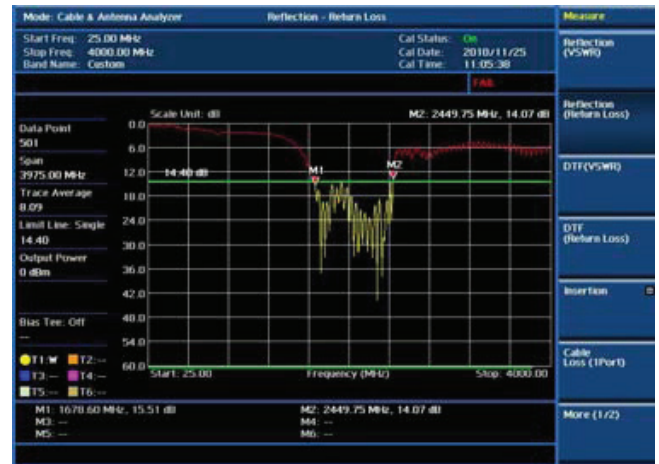 Mode: Cable & Antenna Analyzer
Reflection - Return Loss
Measure
Start Freq: 25.00 MHz
Cal Status: On
Stop Freq: 4000.00 MHz
Cal Date: 2010/11/25
Band Name: Custom
Cal Time: 11:05:38
FAIL
Reflection
(VSWR)
Reflection
(Return Loss)
DTF(VSWR)
DTF
(Return Loss)
Insertion
Cable
Loss (1Port)
More (1/2)
Data Point
501
Span
3975.00 MHz
Trace Average
8.09
Limit Line: Single
14.40
Output Power
0 dBm
Bias Tee: Off
--
T1:W T2:--
T3:-- T4:--
T5:-- T6:--
Scale Unit: dB
M2: 2449.75 MHz, 14.07 dB
0.0
6.0
12.0
18.0
24.0
30.0
36.0
42.0
48.0
54.0
60.0
14.40 dB
M1
M2
Start: 25.00
Frequency (MHz)
Stop: 4000.00
M1: 1678.60 MHz, 15.51 dB
M2: 2449.75 MHz, 14.07 dB
M3: --
M4: --
M5: --
M6: --